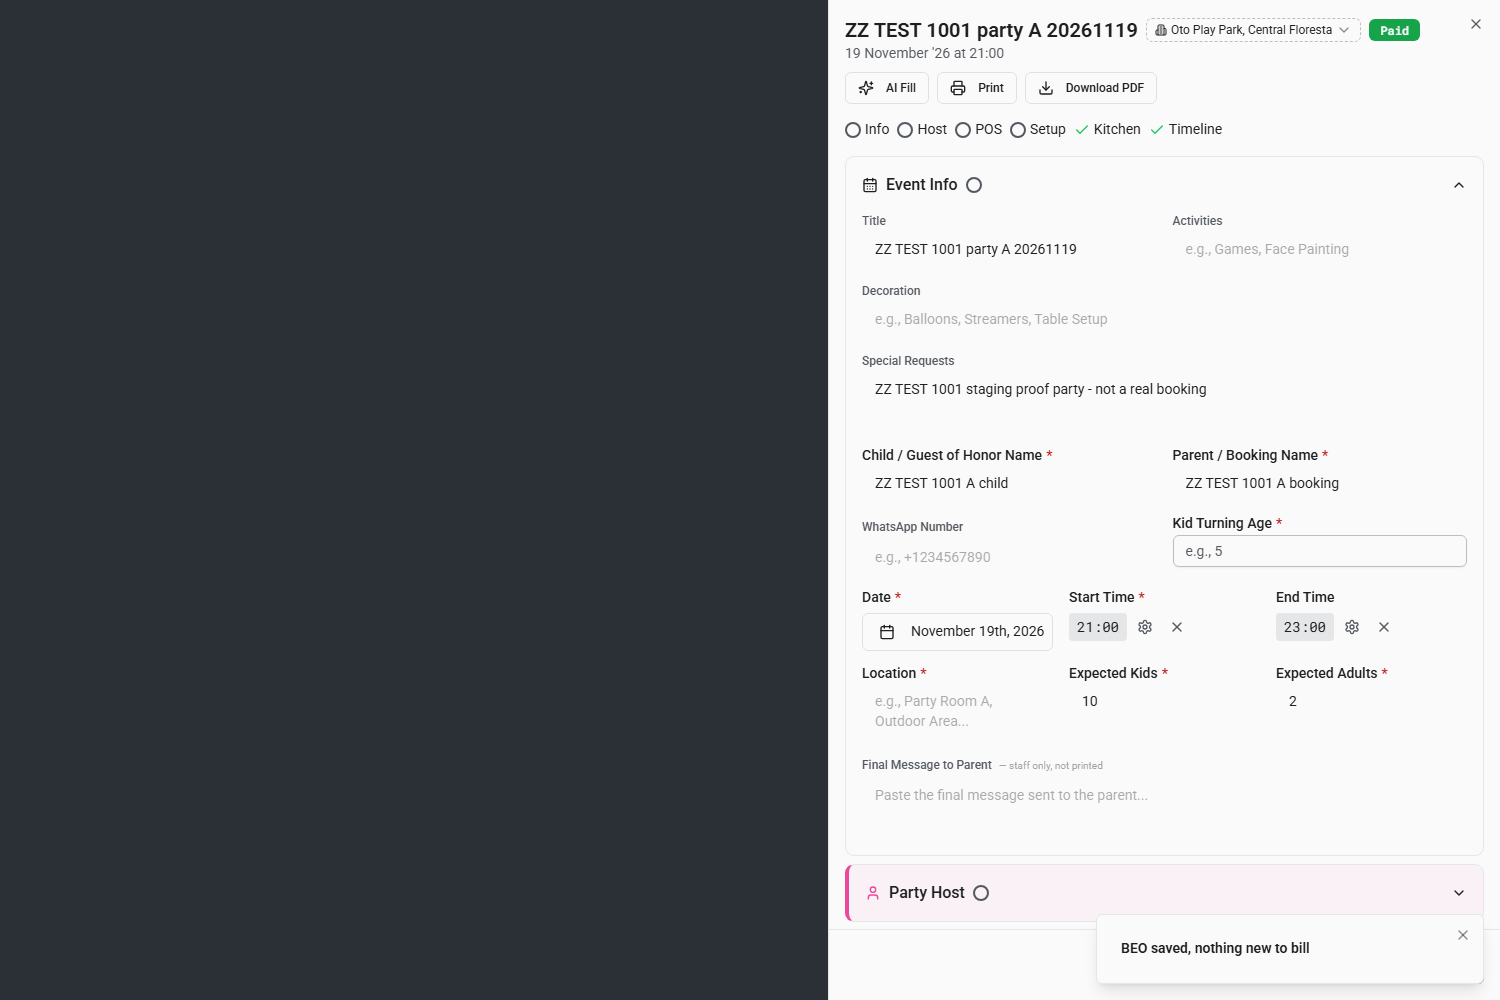 ZZ TEST 1001 party A 20261119
Oto Play Park, Central Floresta
Paid
19 November '26 at 21:00
AI Fill
Print
Download PDF
Info
Host
POS
Setup
Kitchen
Timeline
Event Info
Title
Activities
ZZ TEST 1001 party A 20261119
e.g., Games, Face Painting
Decoration
e.g., Balloons, Streamers, Table Setup
Special Requests
ZZ TEST 1001 staging proof party - not a real booking
Child / Guest of Honor Name *
Parent / Booking Name *
ZZ TEST 1001 A child
ZZ TEST 1001 A booking
WhatsApp Number
Kid Turning Age *
e.g., +1234567890
e.g., 5
Date *
Start Time *
End Time
November 19th, 2026
21:00
23:00
Location *
Expected Kids *
Expected Adults *
e.g., Party Room A,
Outdoor Area...
10
2
Final Message to Parent — staff only, not printed
Paste the final message sent to the parent...
Party Host
BEO saved, nothing new to bill